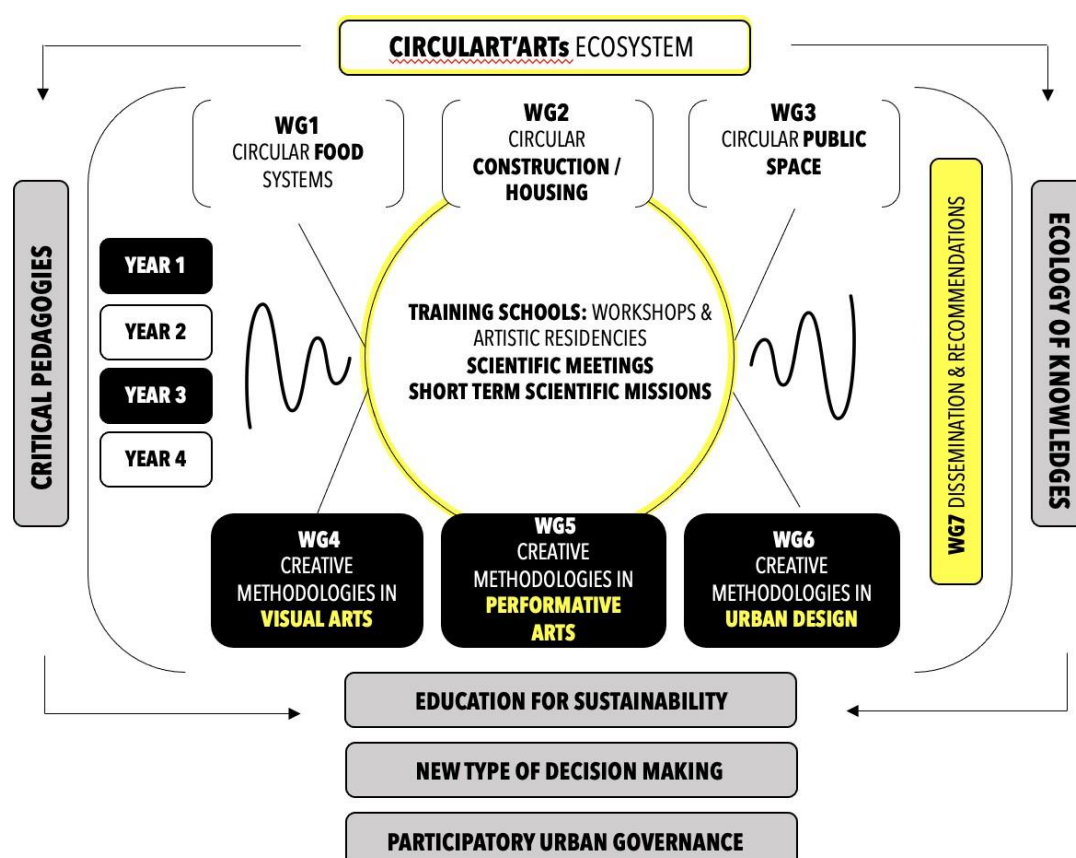 CIRCULART'ARTs ECOSYSTEM
WG1
CIRCULAR FOOD
SYSTEMS
WG2
CIRCULAR
CONSTRUCTION /
HOUSING
WG3
CIRCULAR PUBLIC
SPACE
CRITICAL PEDAGOGIES
YEAR 1
YEAR 2
YEAR 3
YEAR 4
TRAINING SCHOOLS: WORKSHOPS &
ARTISTIC RESIDENCIES
SCIENTIFIC MEETINGS
SHORT TERM SCIENTIFIC MISSIONS
WG7 DISSEMINATION & RECOMMENDATIONS
ECOLOGY OF KNOWLEDGES
WG4
CREATIVE
METHODOLOGIES IN
VISUAL ARTS
WG5
CREATIVE
METHODOLOGIES IN
PERFORMATIVE
ARTS
WG6
CREATIVE
METHODOLOGIES IN
URBAN DESIGN
EDUCATION FOR SUSTAINABILITY
NEW TYPE OF DECISION MAKING
PARTICIPATORY URBAN GOVERNANCE